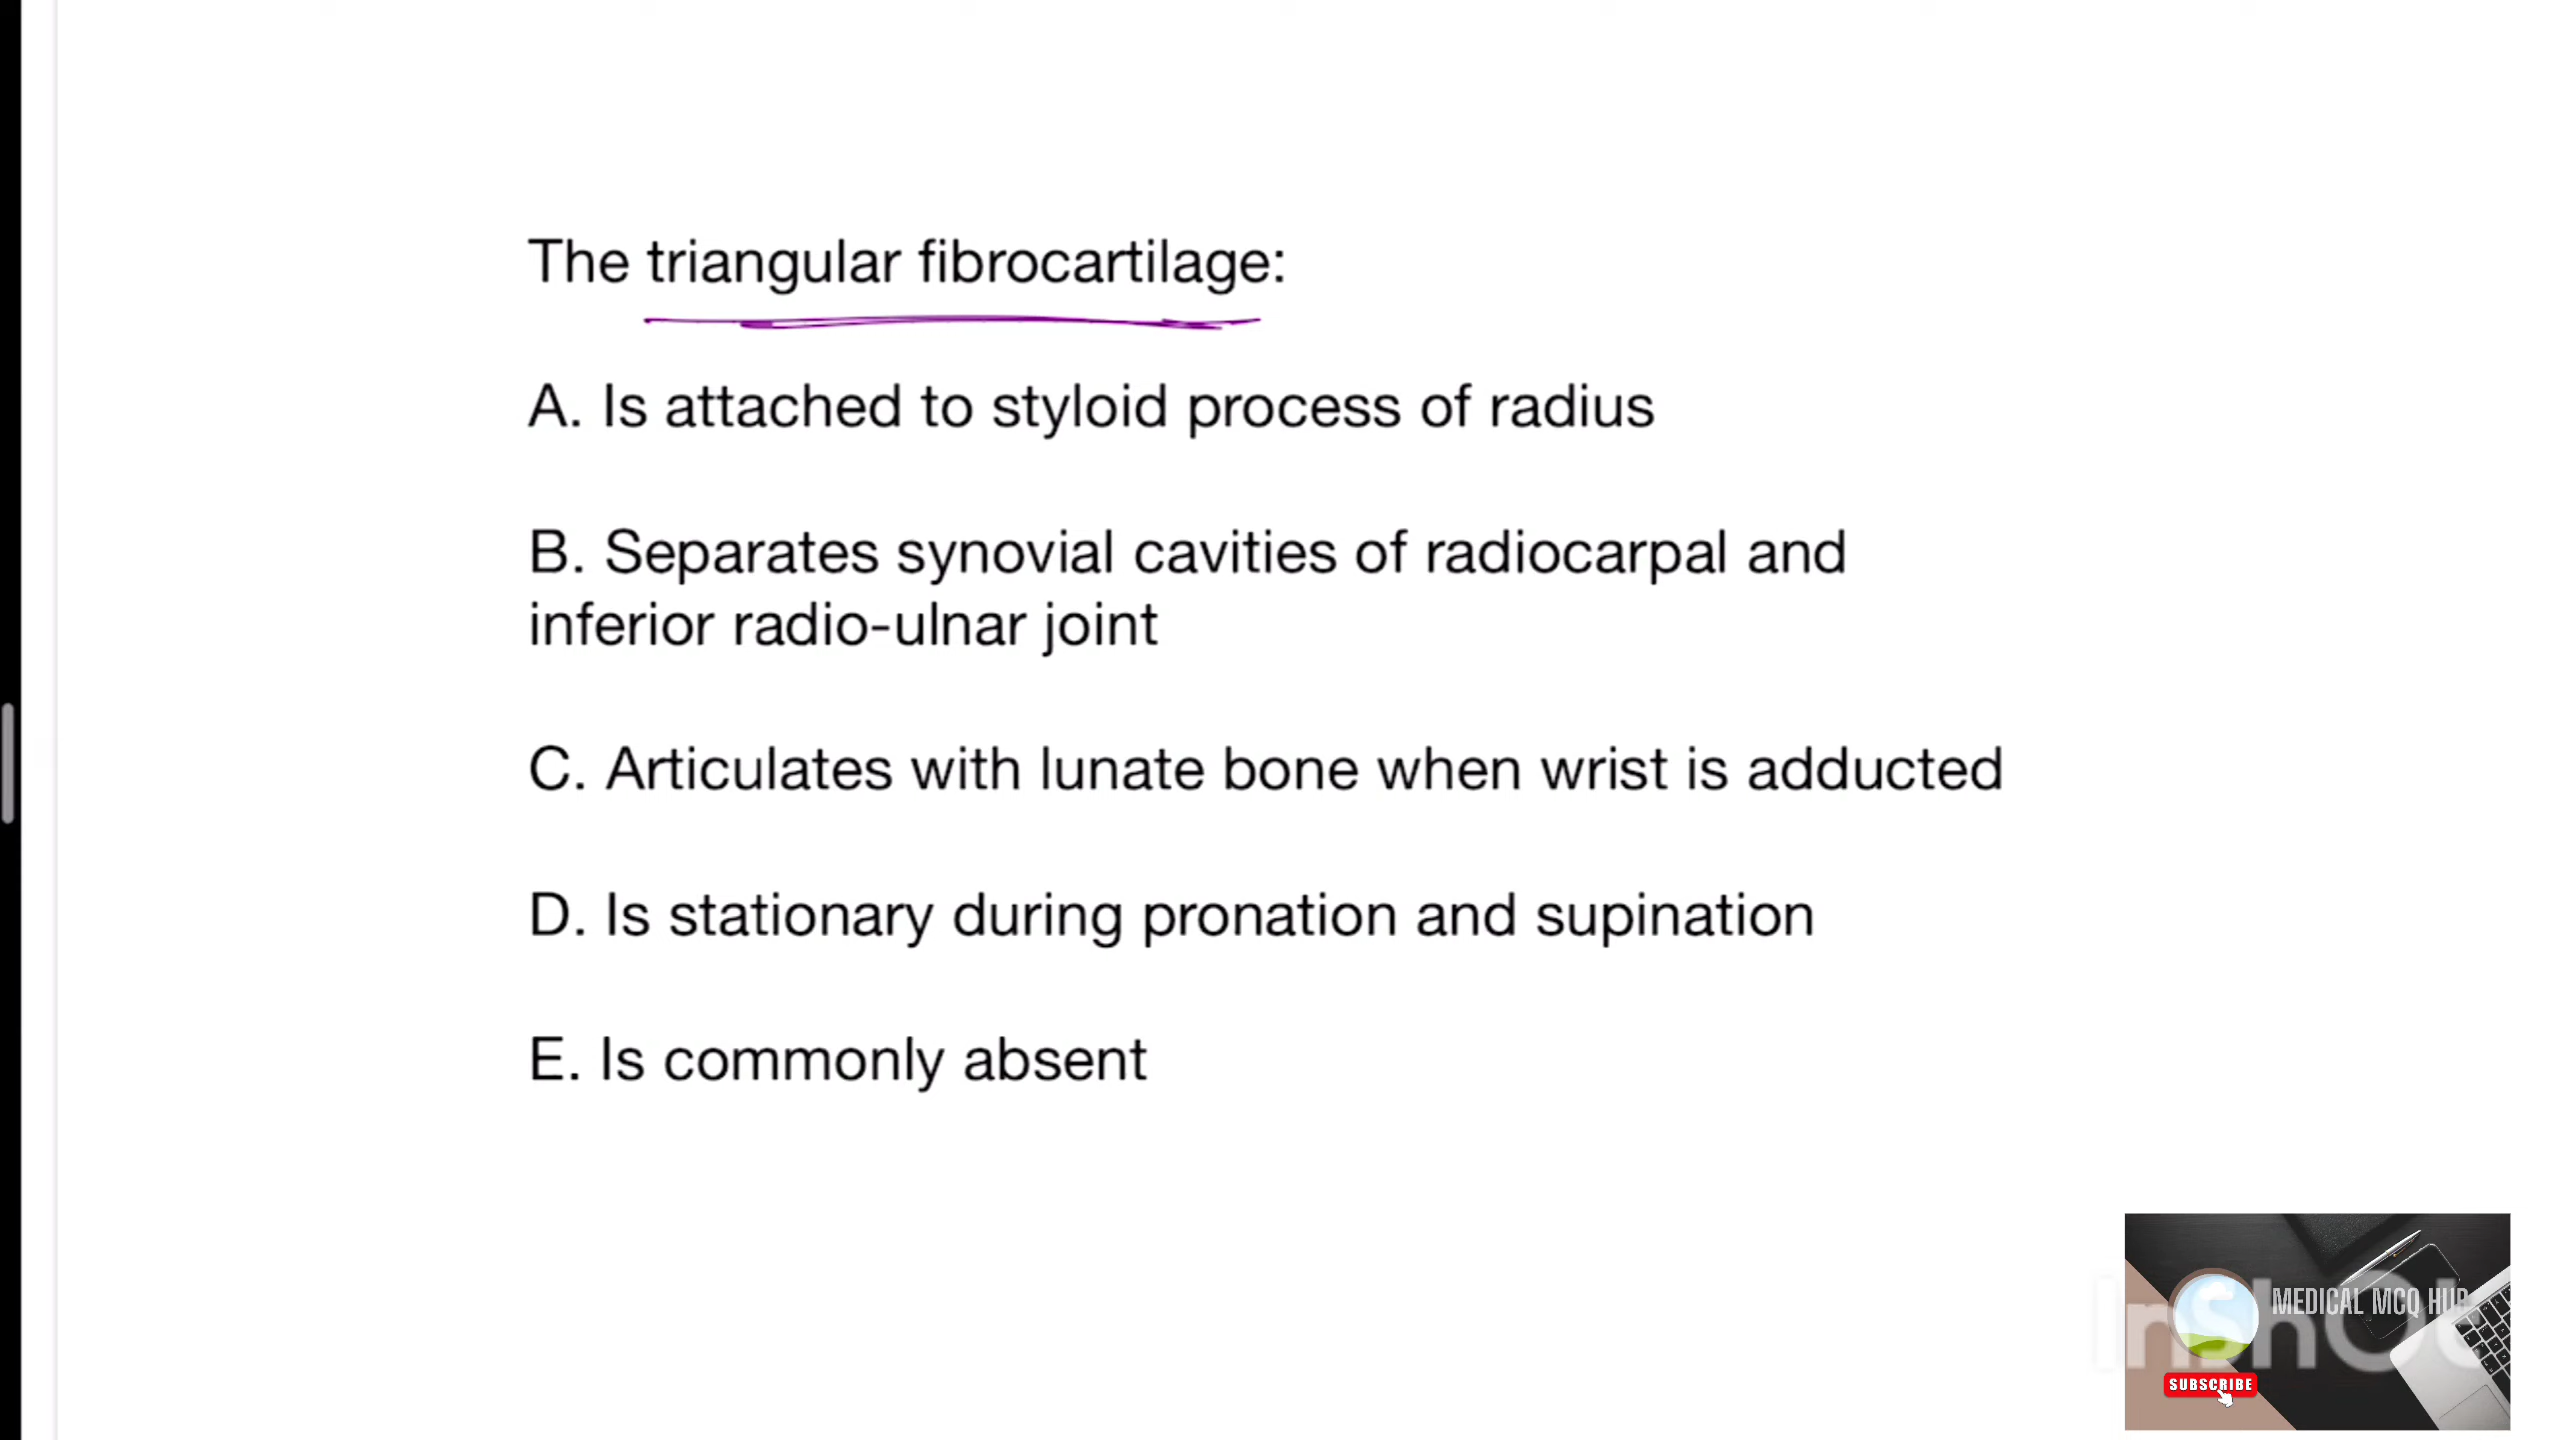 The triangular fibrocartilage:
A. Is attached to styloid process of radius
B. Separates synovial cavities of radiocarpal and
inferior radio-ulnar joint
C. Articulates with lunate bone when wrist is adducted
D. Is stationary during pronation and supination
E. Is commonly absent
MEDICAL MCQ HUB
InShOt
SUBSCRIBE